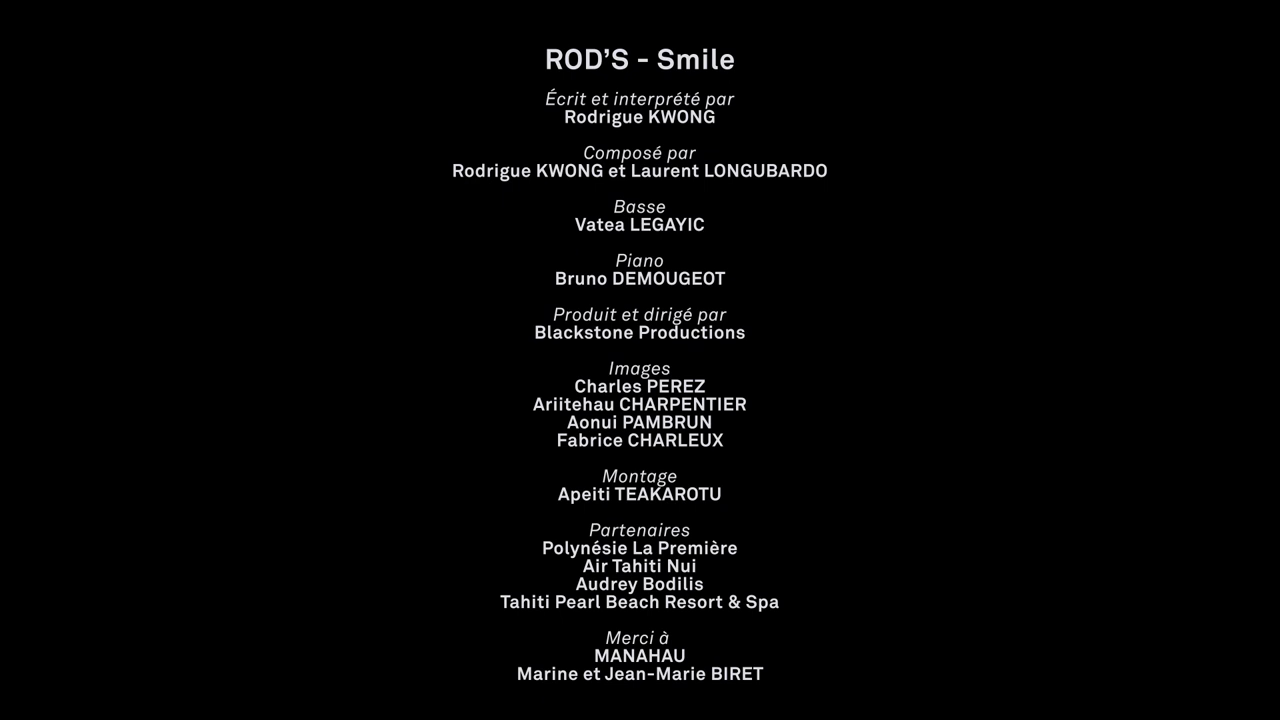 ROD’S - Smile
Écrit et interprété par
Rodrigue KWONG
Composé par
Rodrigue KWONG et Laurent LONGUBARDO
Basse
Vatea LEGAYIC
Piano
Bruno DEMOUGEOT
Produit et dirigé par
Blackstone Productions
Images
Charles PEREZ
Ariitehau CHARPENTIER
Aonui PAMBRUN
Fabrice CHARLEUX
Montage
Apeiti TEAKAROTU
Partenaires
Polynésie La Première
Air Tahiti Nui
Audrey Bodilis
Tahiti Pearl Beach Resort & Spa
Merci à
MANAHAU
Marine et Jean-Marie BIRET